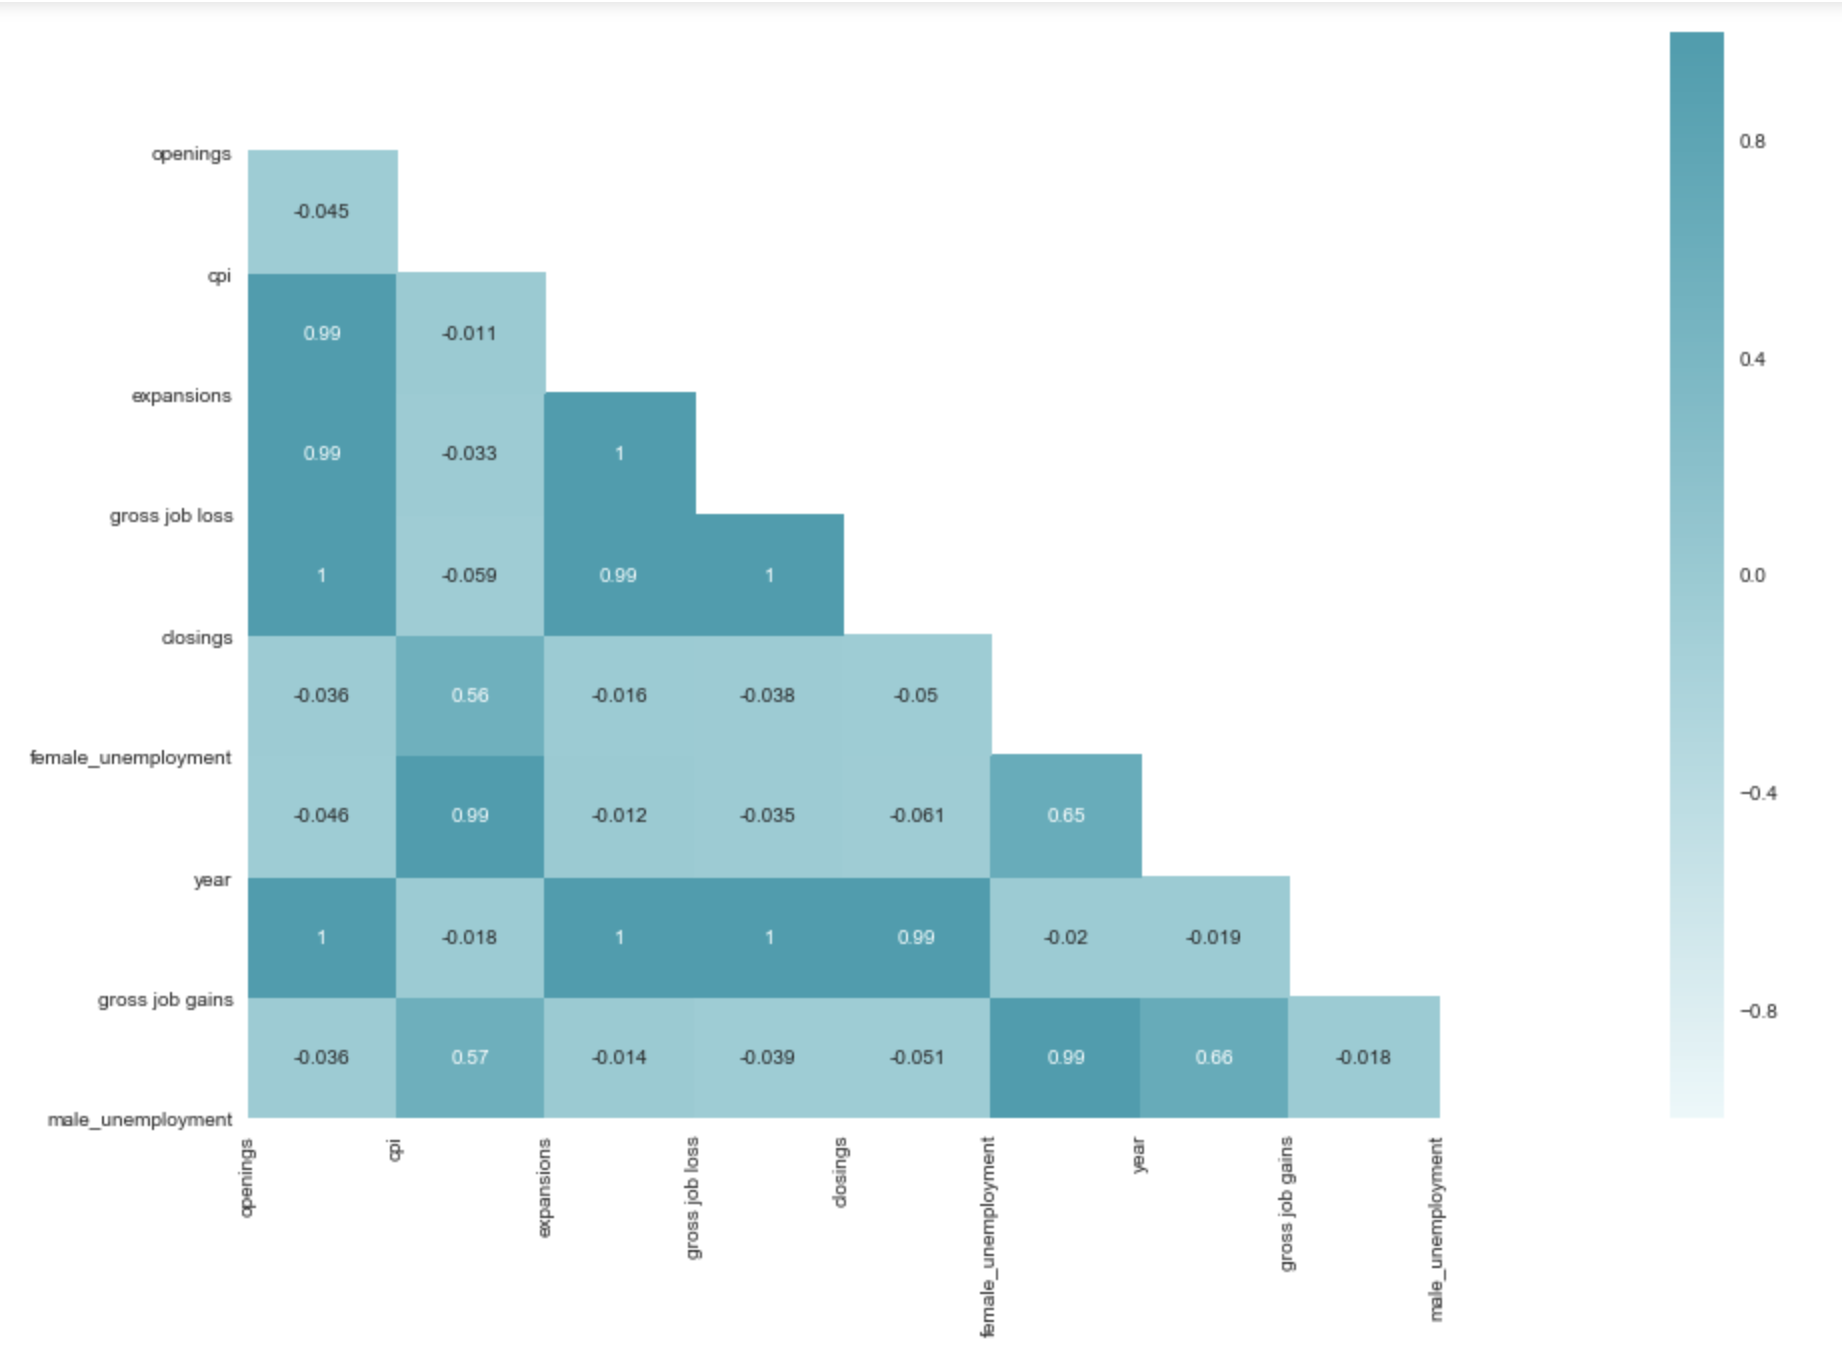 0.8
openings
-0.045
cpi
0.99 -0.011
0.4
expansions
0.99 -0.033 1
gross job loss
1 -0.059 0.99 1
0.0
closings
-0.036 0.56 -0.016 -0.038 -0.05
female_unemployment
−0.4
-0.046 0.99 -0.012 -0.035 -0.061 0.65
year
1 -0.018 1 1 0.99 -0.02 -0.019
gross job gains
−0.8
-0.036 0.57 -0.014 -0.039 -0.051 0.99 0.66 -0.018
male_unemployment
openings
cpi
expansions
gross job loss
closings
female_unemployment
year
gross job gains
male_unemployment